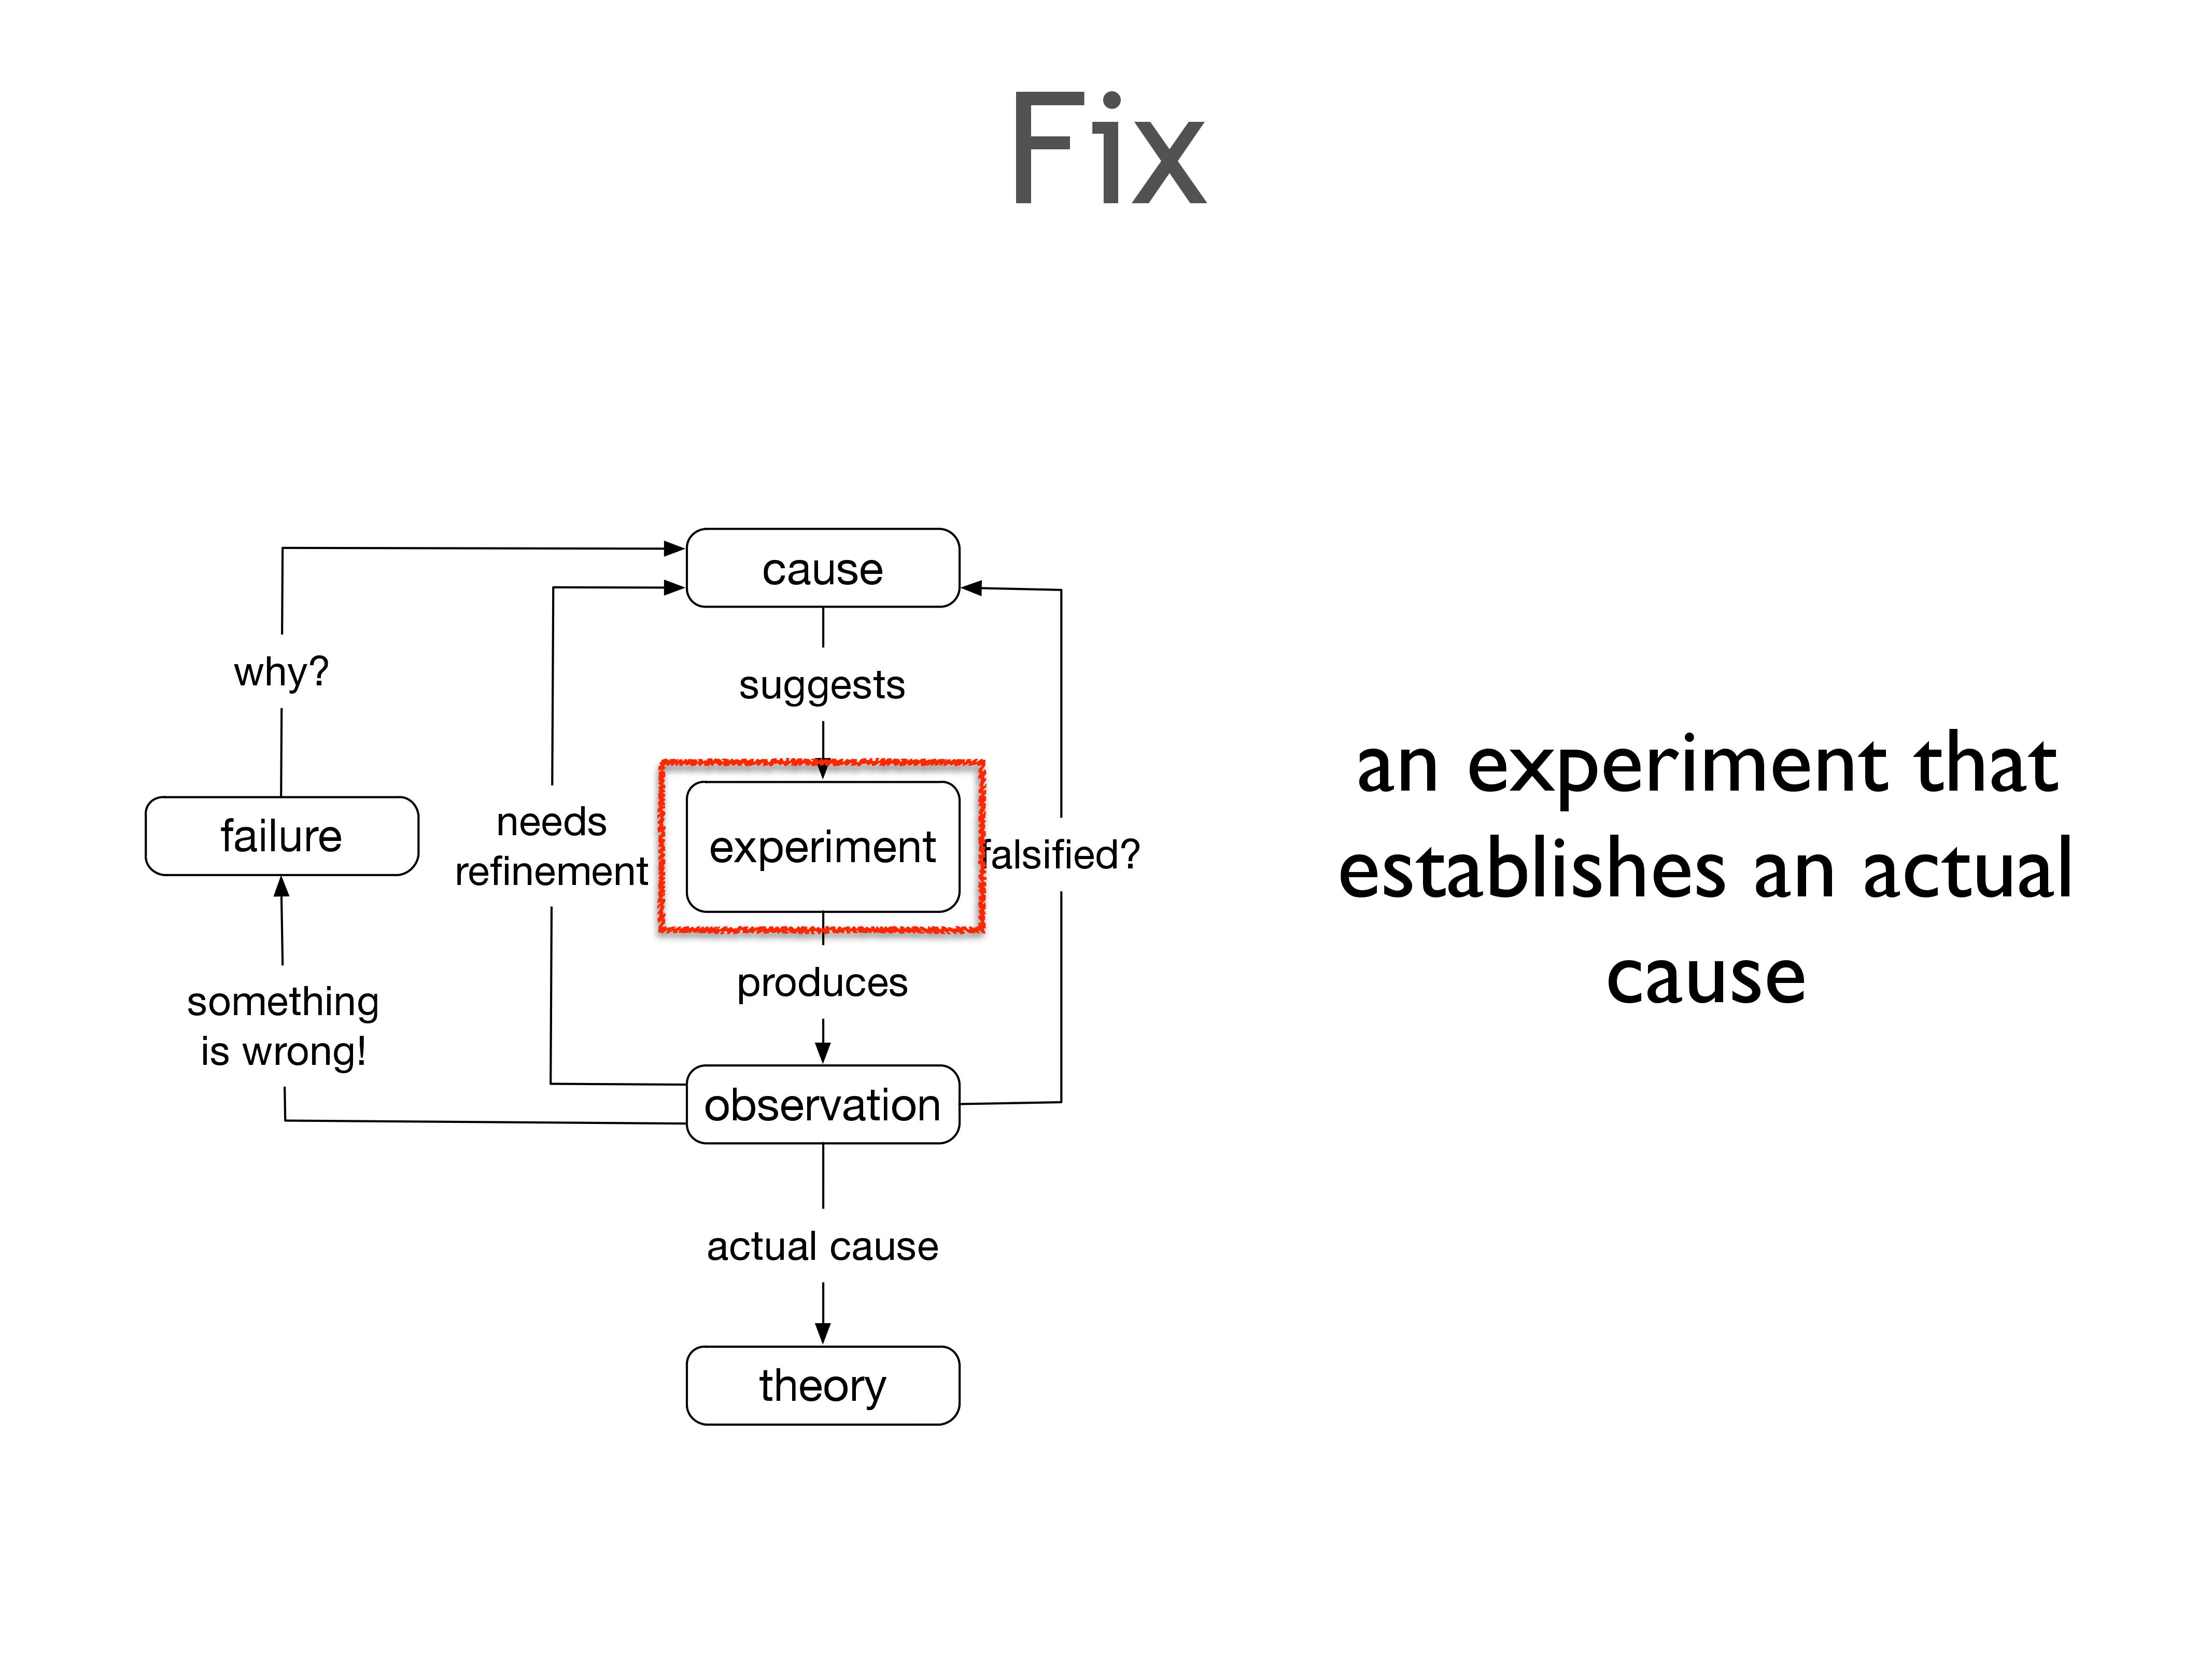 Fix
cause
why?
suggests
failure
needs
refinement
experiment
falsified?
something
is wrong!
produces
observation
actual cause
theory
an experiment that
establishes an actual
cause